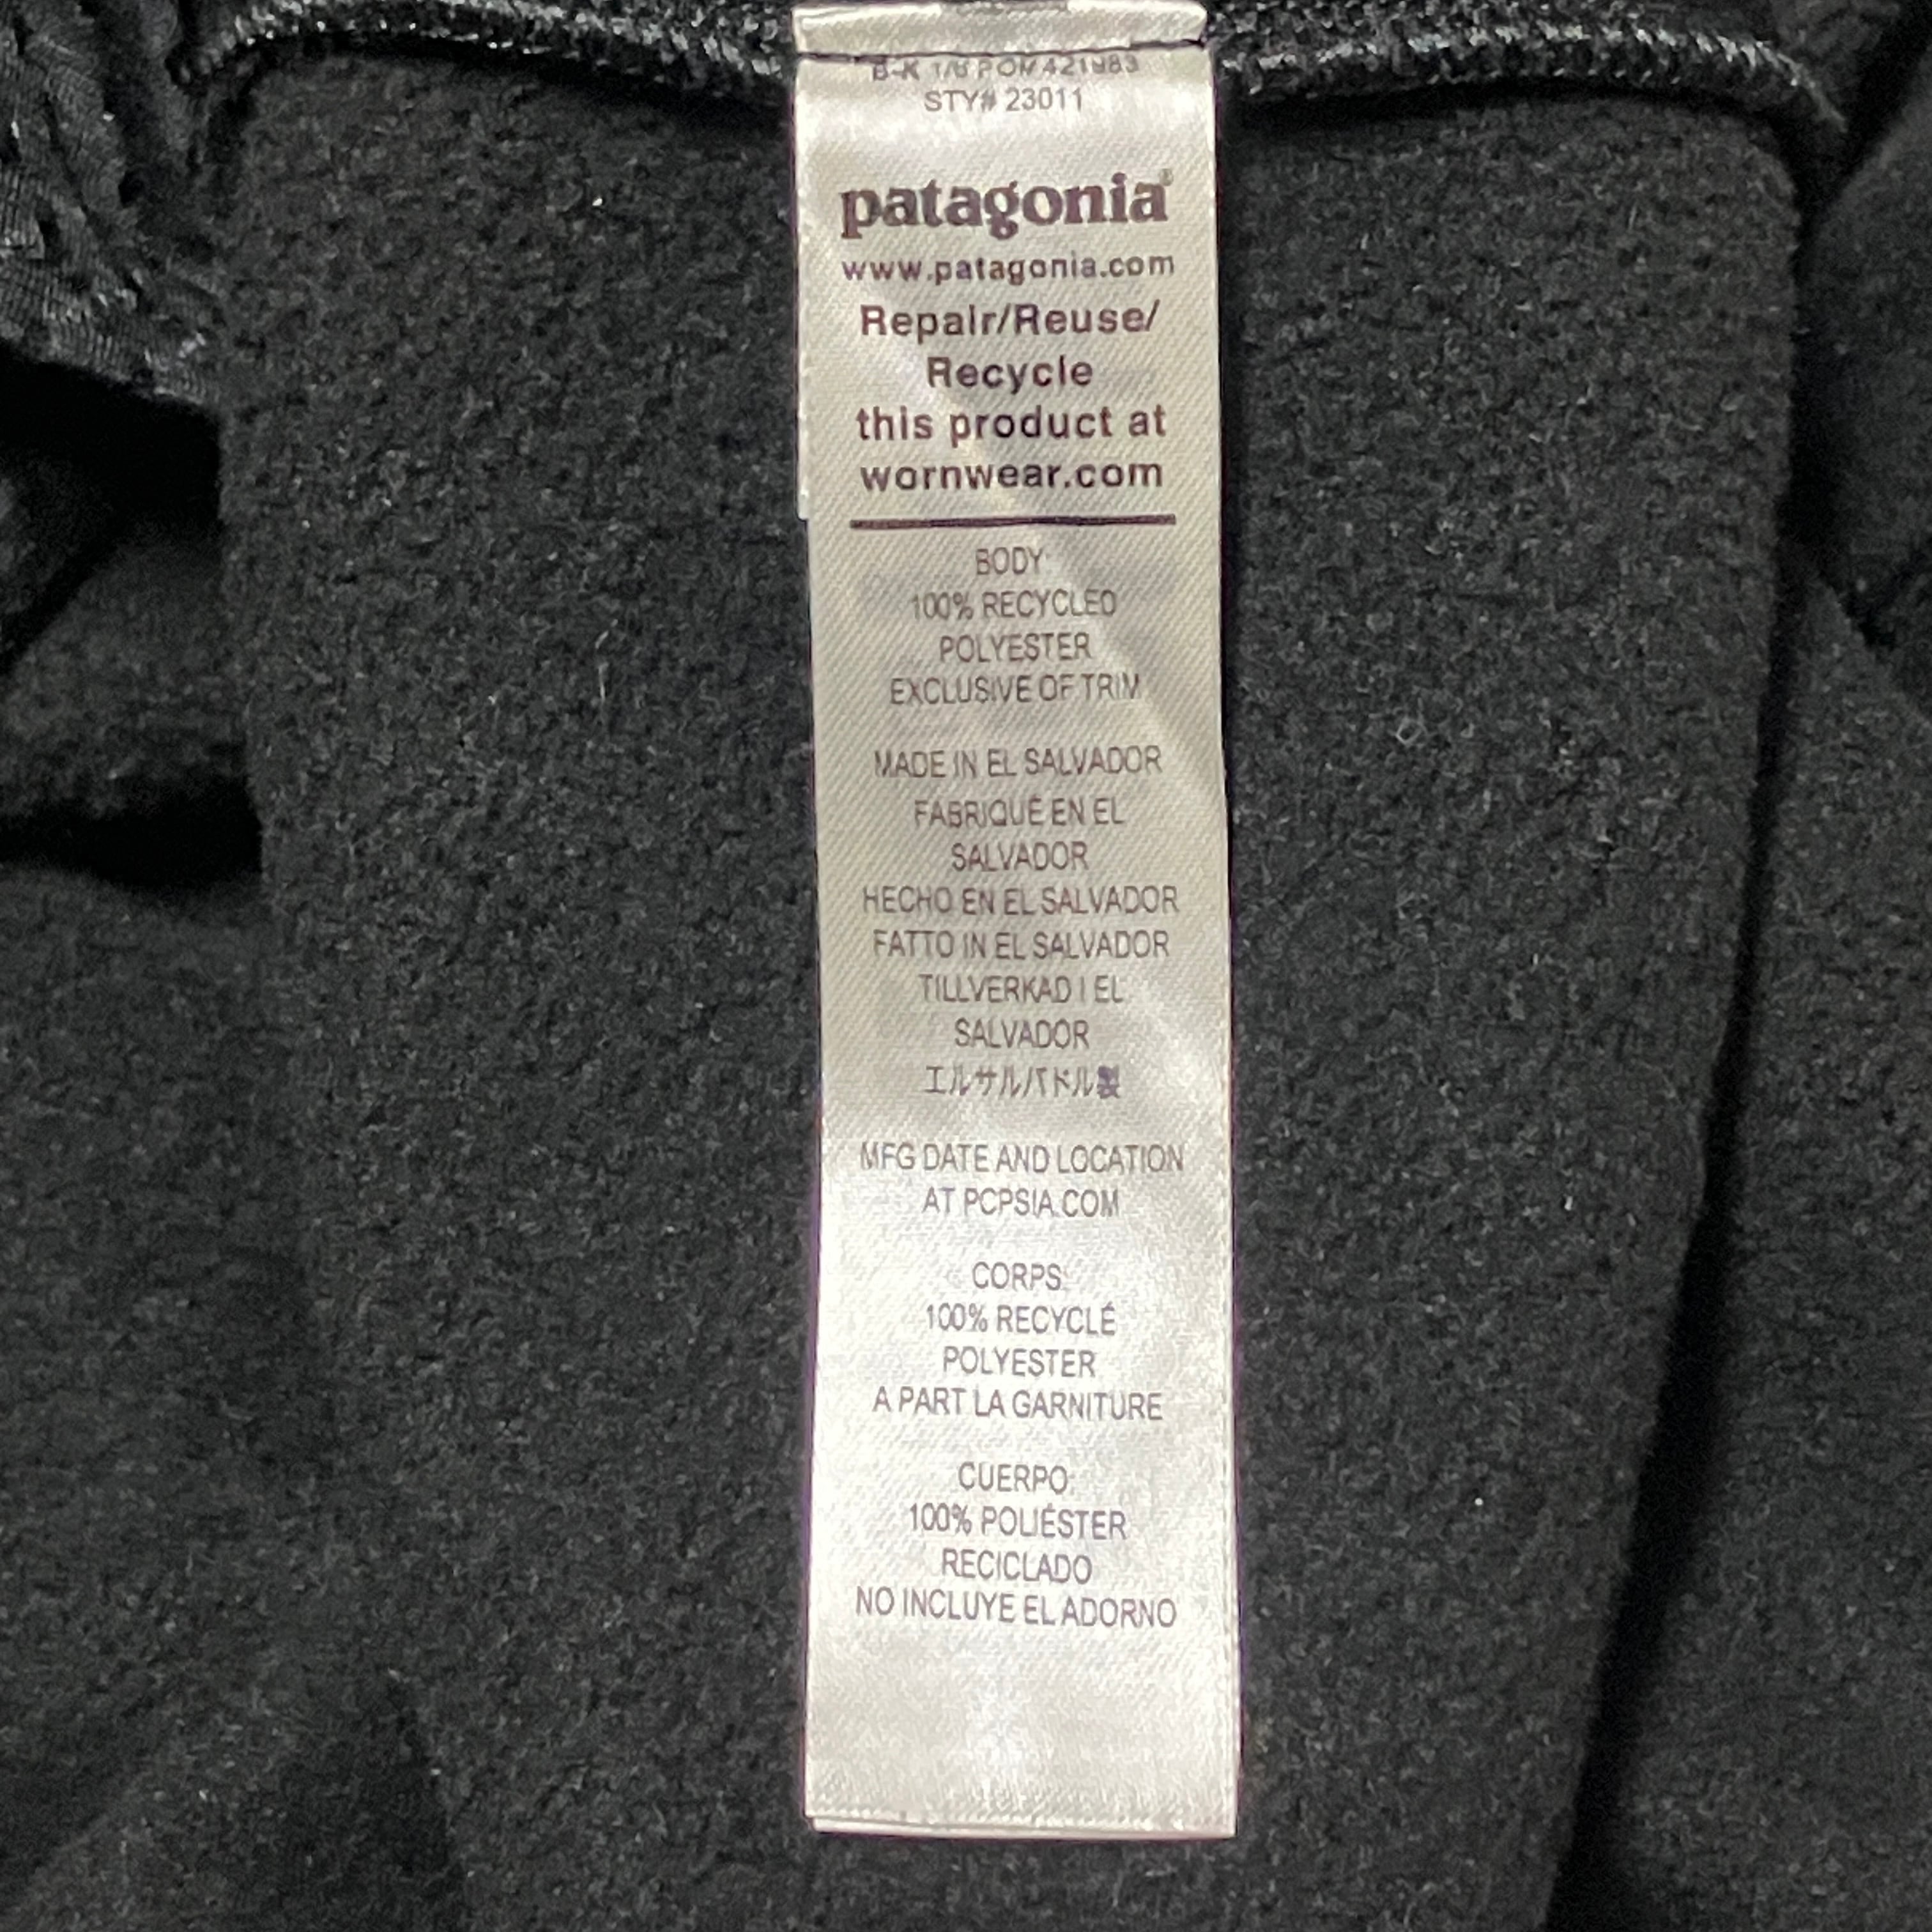 B-K 1/6 POM 421983
STY# 23011
patagonia®
www.patagonia.com
Repair/Reuse/
Recycle
this product at
wornwear.com
BODY:
100% RECYCLED
POLYESTER
EXCLUSIVE OF TRIM
MADE IN EL SALVADOR
FABRIQUÉ EN EL
SALVADOR
HECHO EN EL SALVADOR
FATTO IN EL SALVADOR
TILLVERKAD I EL
SALVADOR
エルサルバドル製
MFG DATE AND LOCATION
AT PCPSIA.COM
CORPS:
100% RECYCLÉ
POLYESTER
A PART LA GARNITURE
CUERPO
100% POLIÉSTER
RECICLADO
NO INCLUYE EL ADORNO